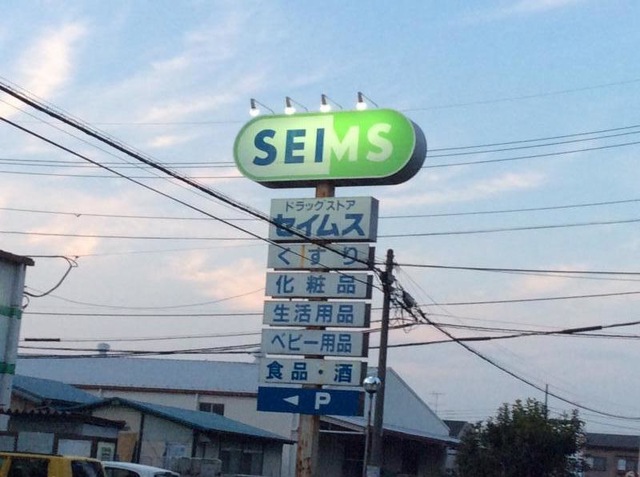 SEIMS
ドラッグストア
セイムス
くすり
化粧品
生活用品
ベビー用品
食品・酒
◀ P